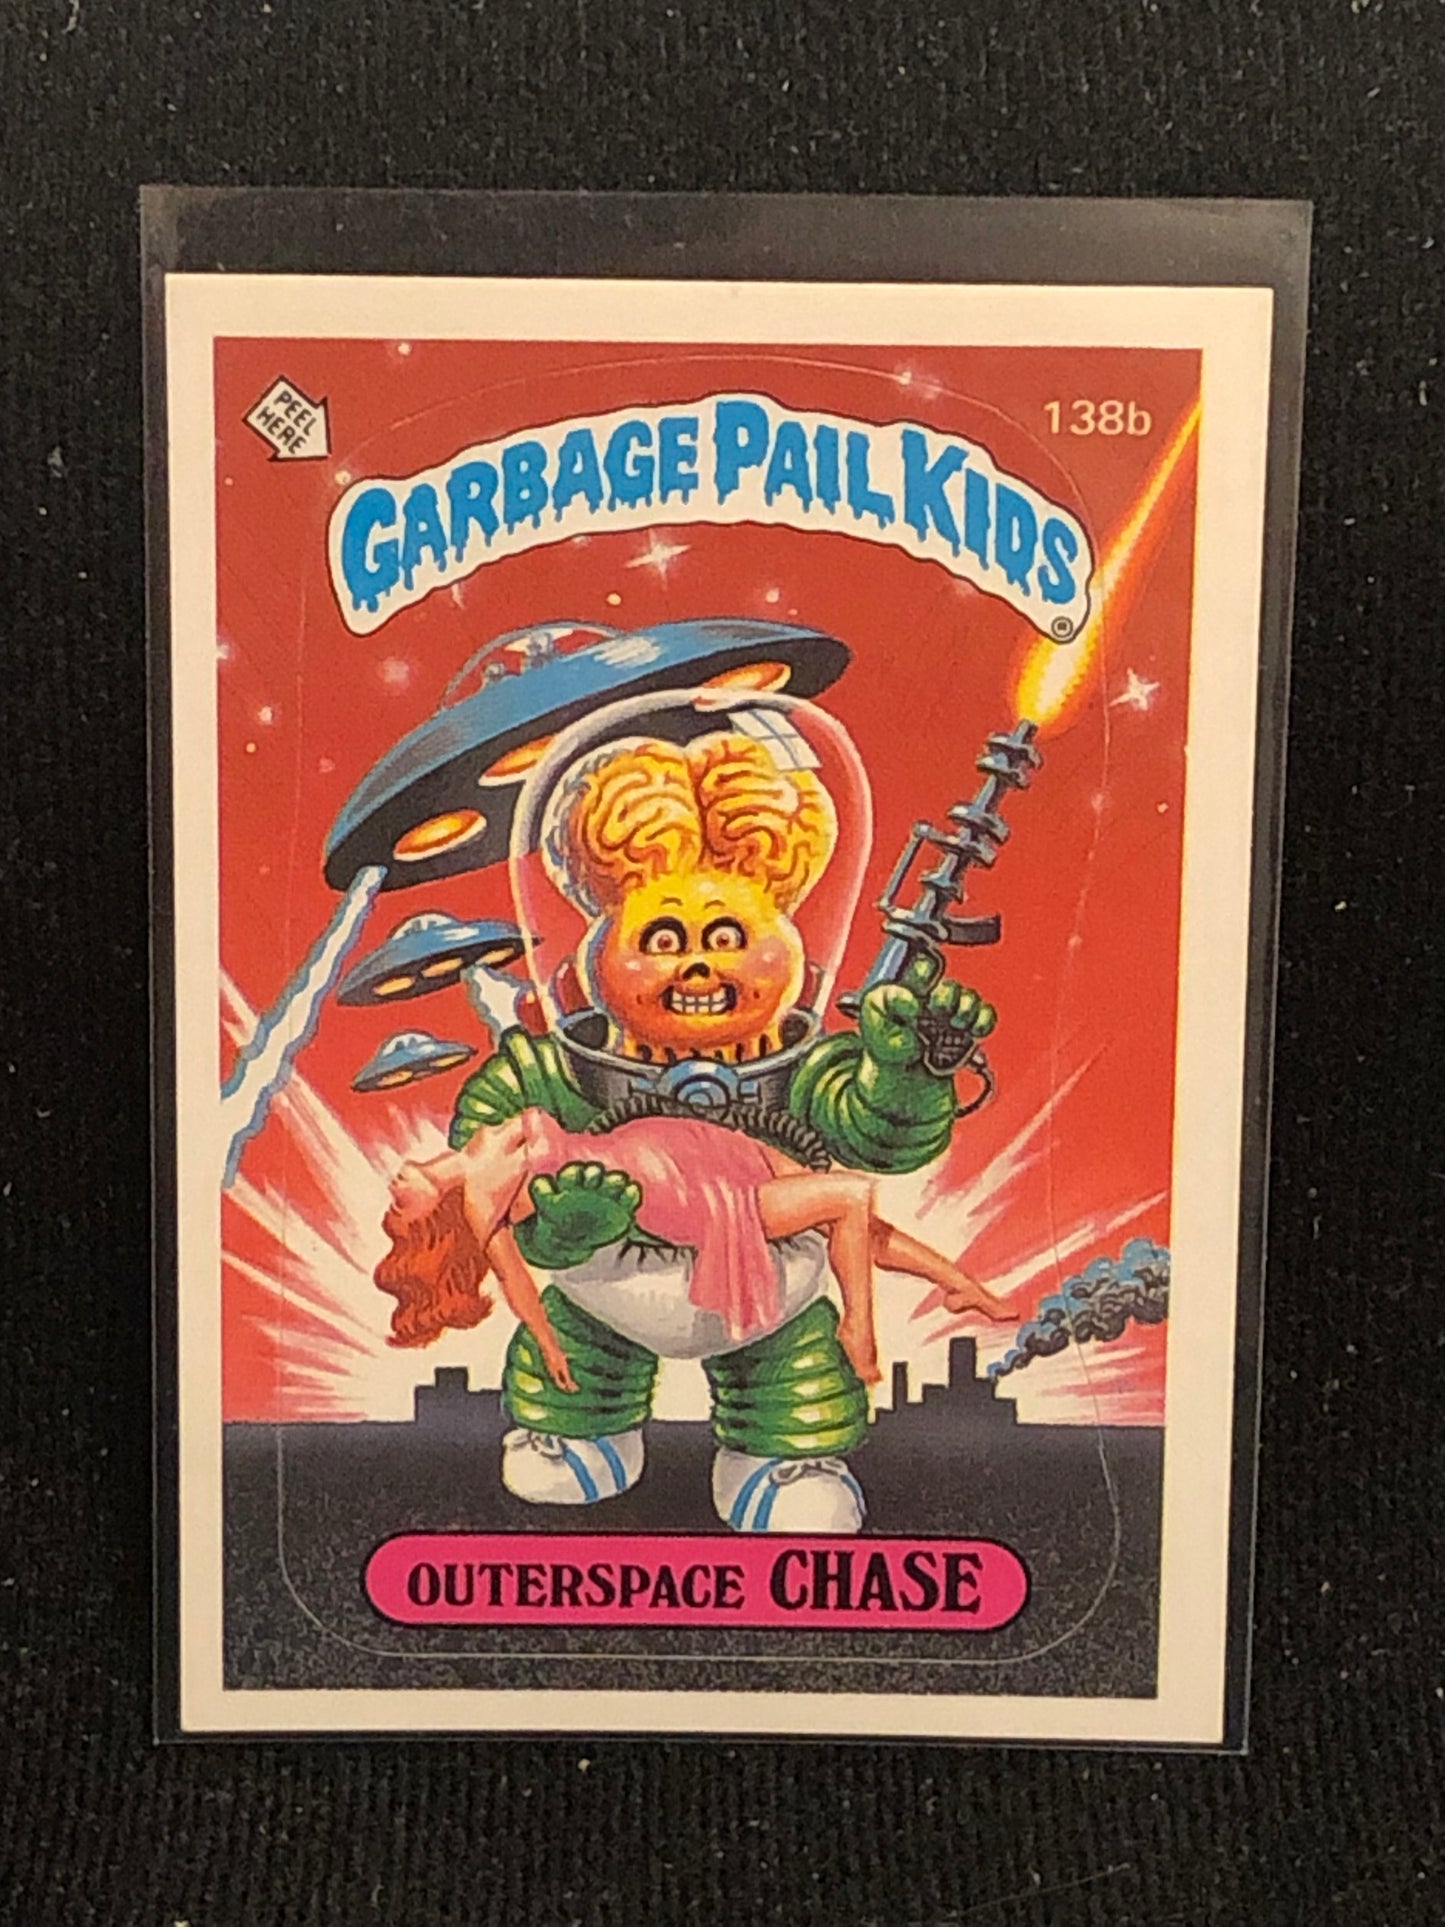 PEEL
HERE
138b
GARBAGE PAIL KIDS
®
OUTERSPACE CHASE